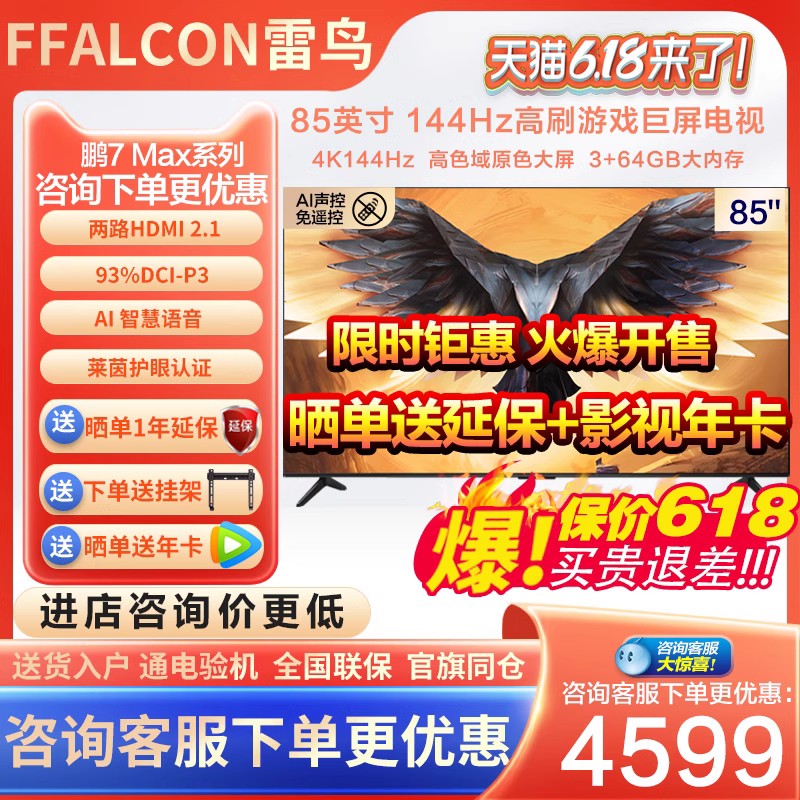 FFALCON雷鸟
天猫6.18来了!
85英寸 144Hz高刷游戏巨屏电视
4K144Hz 高色域原色大屏 3+64GB大内存
鹏7 Max系列
咨询下单更优惠
两路HDMI 2.1
93%DCI-P3
AI 智慧语音
莱茵护眼认证
送 晒单1年延保 延保
送 下单送挂架
送 晒单送年卡
AI声控
免遥控
85"
限时钜惠 火爆开售
晒单送延保+影视年卡
爆! 保价618
买贵退差!!!
进店咨询价更低
送货入户 通电验机 全国联保 官旗同仓
咨询客服下单更优惠
咨询客服
大惊喜!
咨询客服下单更优惠:
4599